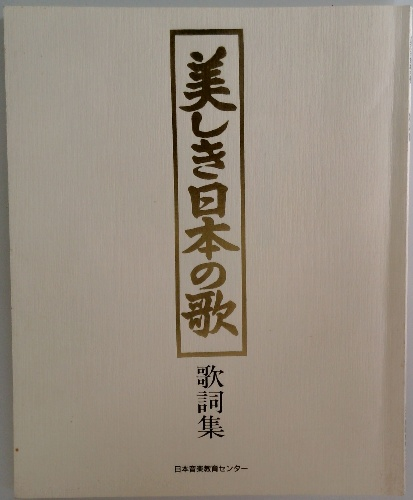 美しき日本の歌
歌詞集
日本音楽教育センター